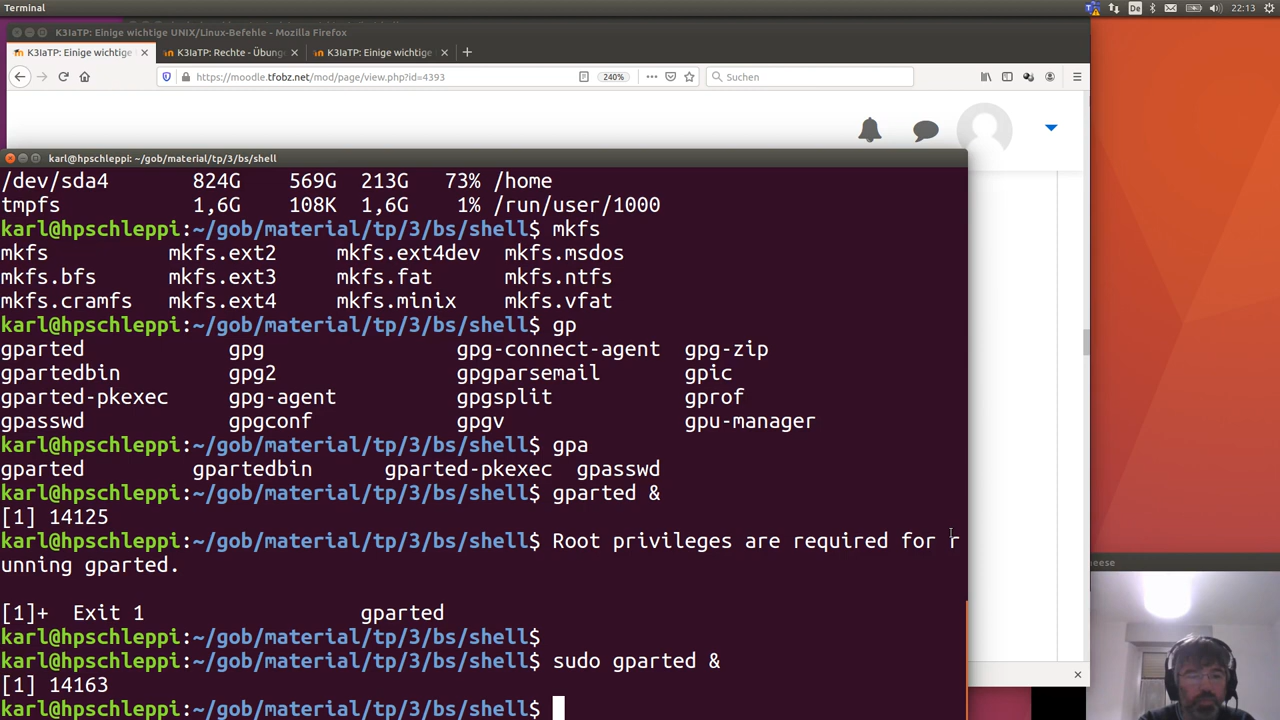 Terminal
De
22:13
K3IaTP: Einige wichtige UNIX/Linux-Befehle - Mozilla Firefox
K3IaTP: Einige wichtige
K3IaTP: Rechte - Übung
K3IaTP: Einige wichtige
https://moodle.tfobz.net/mod/page/view.php?id=4393
240%
Suchen
karl@hpschleppi: ~/gob/material/tp/3/bs/shell
/dev/sda4 824G 569G 213G 73% /home
tmpfs 1,6G 108K 1,6G 1% /run/user/1000
karl@hpschleppi:~/gob/material/tp/3/bs/shell$ mkfs
mkfs mkfs.ext2 mkfs.ext4dev mkfs.msdos
mkfs.bfs mkfs.ext3 mkfs.fat mkfs.ntfs
mkfs.cramfs mkfs.ext4 mkfs.minix mkfs.vfat
karl@hpschleppi:~/gob/material/tp/3/bs/shell$ gp
gparted gpg gpg-connect-agent gpg-zip
gpartedbin gpg2 gpgparsemail gpic
gparted-pkexec gpg-agent gpgsplit gprof
gpasswd gpgconf gpgv gpu-manager
karl@hpschleppi:~/gob/material/tp/3/bs/shell$ gpa
gparted gpartedbin gparted-pkexec gpasswd
karl@hpschleppi:~/gob/material/tp/3/bs/shell$ gparted &
[1] 14125
karl@hpschleppi:~/gob/material/tp/3/bs/shell$ Root privileges are required for r
unning gparted.
[1]+ Exit 1 gparted
karl@hpschleppi:~/gob/material/tp/3/bs/shell$
karl@hpschleppi:~/gob/material/tp/3/bs/shell$ sudo gparted &
[1] 14163
karl@hpschleppi:~/gob/material/tp/3/bs/shell$
eese